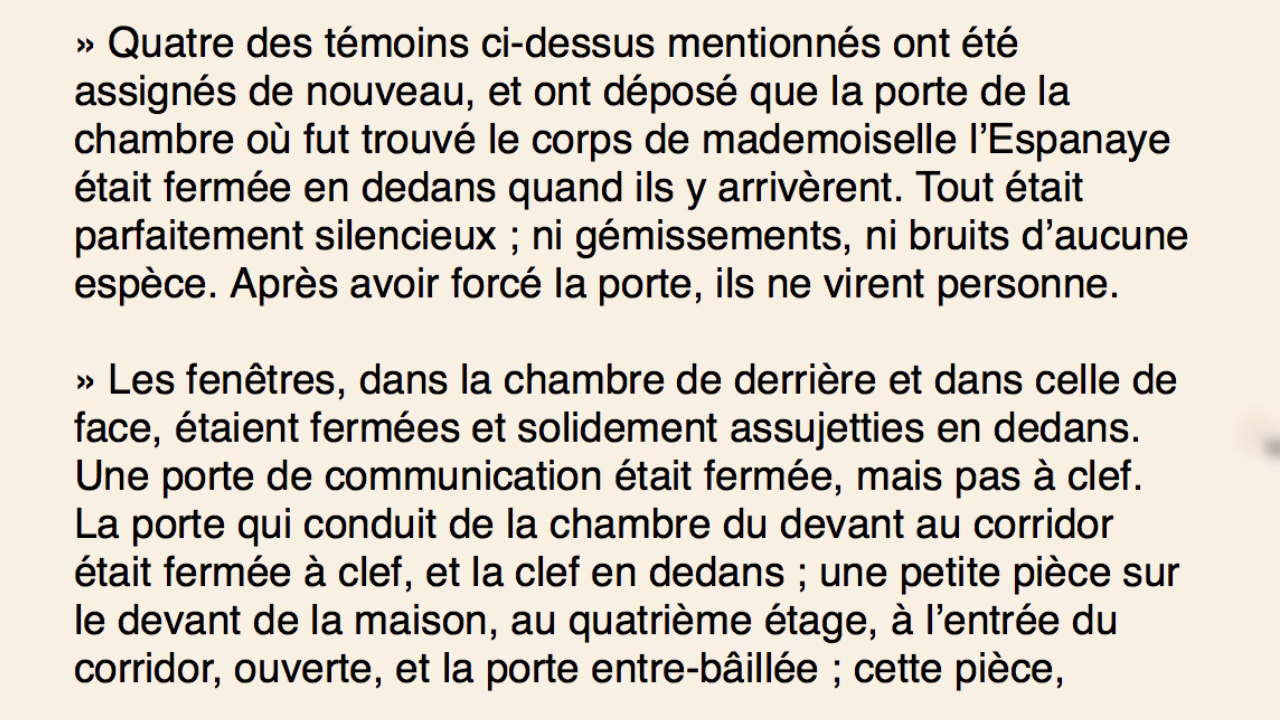 » Quatre des témoins ci-dessus mentionnés ont été
assignés de nouveau, et ont déposé que la porte de la
chambre où fut trouvé le corps de mademoiselle l’Espanaye
était fermée en dedans quand ils y arrivèrent. Tout était
parfaitement silencieux ; ni gémissements, ni bruits d’aucune
espèce. Après avoir forcé la porte, ils ne virent personne.
» Les fenêtres, dans la chambre de derrière et dans celle de
face, étaient fermées et solidement assujetties en dedans.
Une porte de communication était fermée, mais pas à clef.
La porte qui conduit de la chambre du devant au corridor
était fermée à clef, et la clef en dedans ; une petite pièce sur
le devant de la maison, au quatrième étage, à l’entrée du
corridor, ouverte, et la porte entre-bâillée ; cette pièce,